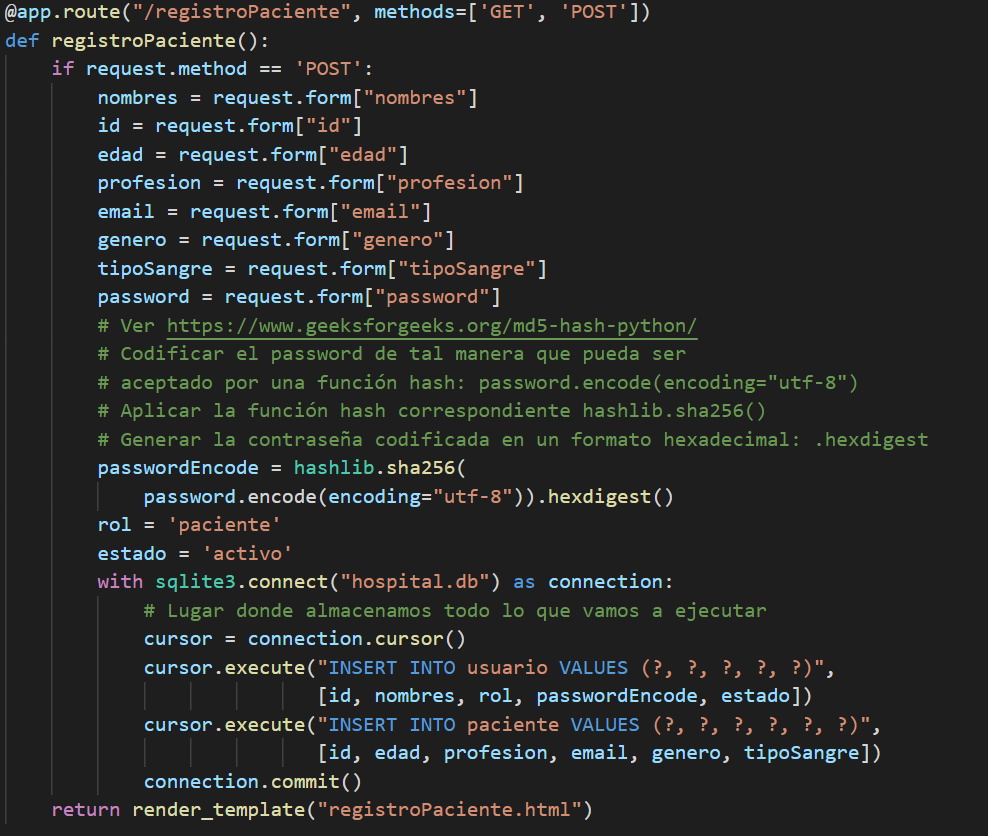 @app.route("/registroPaciente", methods=['GET', 'POST'])
def registroPaciente():
    if request.method == 'POST':
        nombres = request.form["nombres"]
        id = request.form["id"]
        edad = request.form["edad"]
        profesion = request.form["profesion"]
        email = request.form["email"]
        genero = request.form["genero"]
        tipoSangre = request.form["tipoSangre"]
        password = request.form["password"]
        # Ver https://www.geeksforgeeks.org/md5-hash-python/
        # Codificar el password de tal manera que pueda ser
        # aceptado por una función hash: password.encode(encoding="utf-8")
        # Aplicar la función hash correspondiente hashlib.sha256()
        # Generar la contraseña codificada en un formato hexadecimal: .hexdigest
        passwordEncode = hashlib.sha256(
            password.encode(encoding="utf-8")).hexdigest()
        rol = 'paciente'
        estado = 'activo'
        with sqlite3.connect("hospital.db") as connection:
            # Lugar donde almacenamos todo lo que vamos a ejecutar
            cursor = connection.cursor()
            cursor.execute("INSERT INTO usuario VALUES (?, ?, ?, ?, ?)",
                           [id, nombres, rol, passwordEncode, estado])
            cursor.execute("INSERT INTO paciente VALUES (?, ?, ?, ?, ?, ?)",
                           [id, edad, profesion, email, genero, tipoSangre])
            connection.commit()
    return render_template("registroPaciente.html")